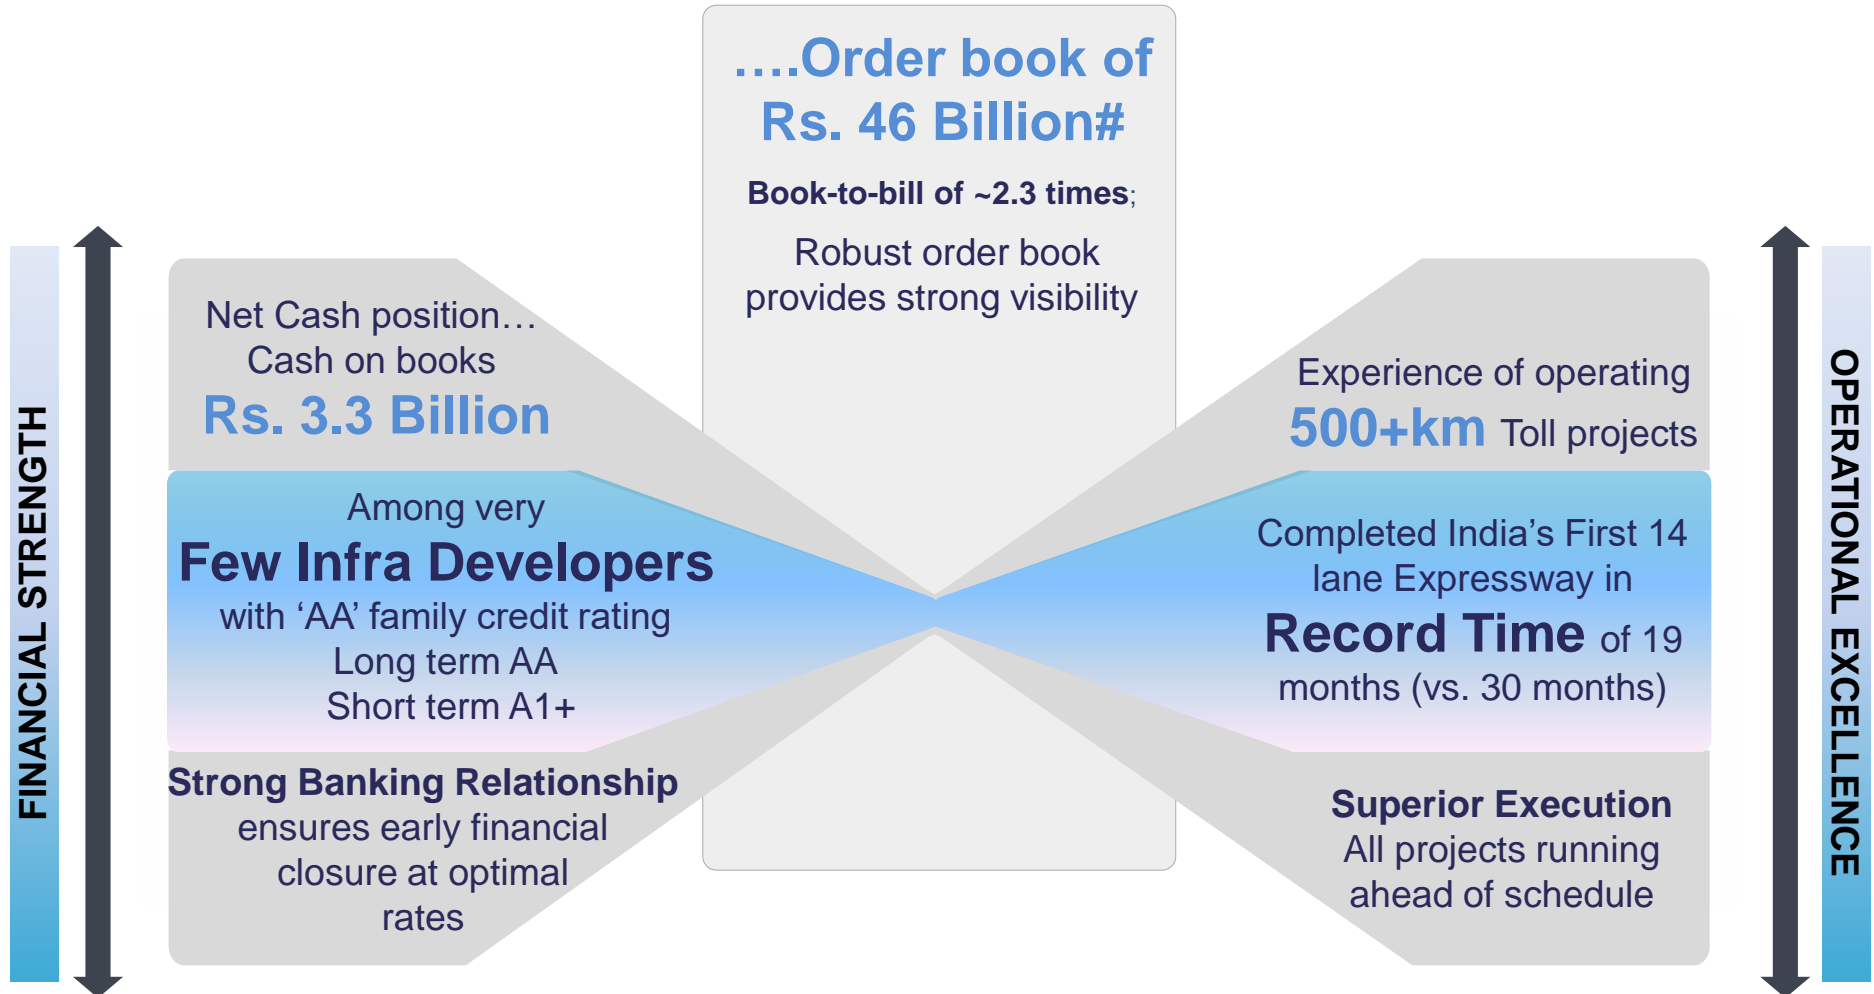 ….Order book of
Rs. 46 Billion#
Book-to-bill of ~2.3 times;
Robust order book
provides strong visibility
FINANCIAL STRENGTH
Net Cash position…
Cash on books
Rs. 3.3 Billion
Among very
Few Infra Developers
with ‘AA’ family credit rating
Long term AA
Short term A1+
Strong Banking Relationship
ensures early financial
closure at optimal
rates
Experience of operating
500+km Toll projects
Completed India’s First 14
lane Expressway in
Record Time of 19
months (vs. 30 months)
Superior Execution
All projects running
ahead of schedule
OPERATIONAL EXCELLENCE